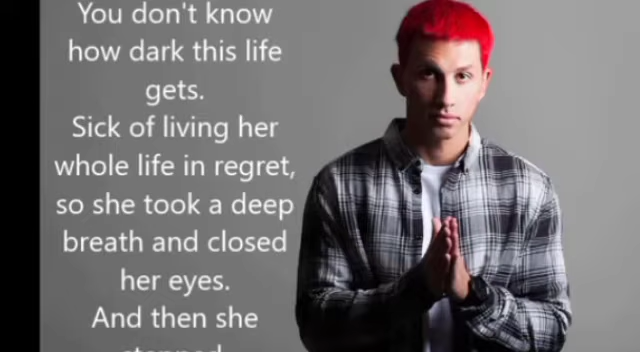 You don't know
how dark this life
gets.
Sick of living her
whole life in regret,
so she took a deep
breath and closed
her eyes.
And then she